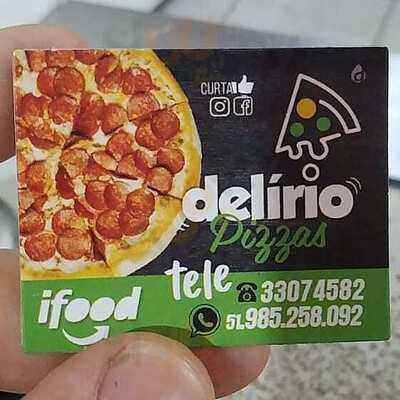 CURTA
delírio
Pizzas
tele
33074582
ifood
51.985.258.092